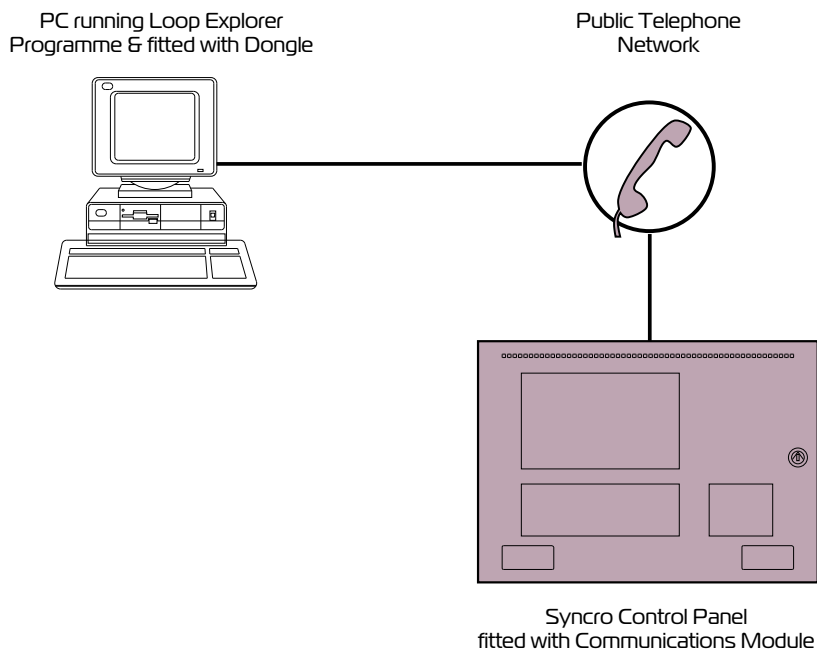 PC running Loop Explorer
Programme & fitted with Dongle
Public Telephone
Network
Syncro Control Panel
fitted with Communications Module